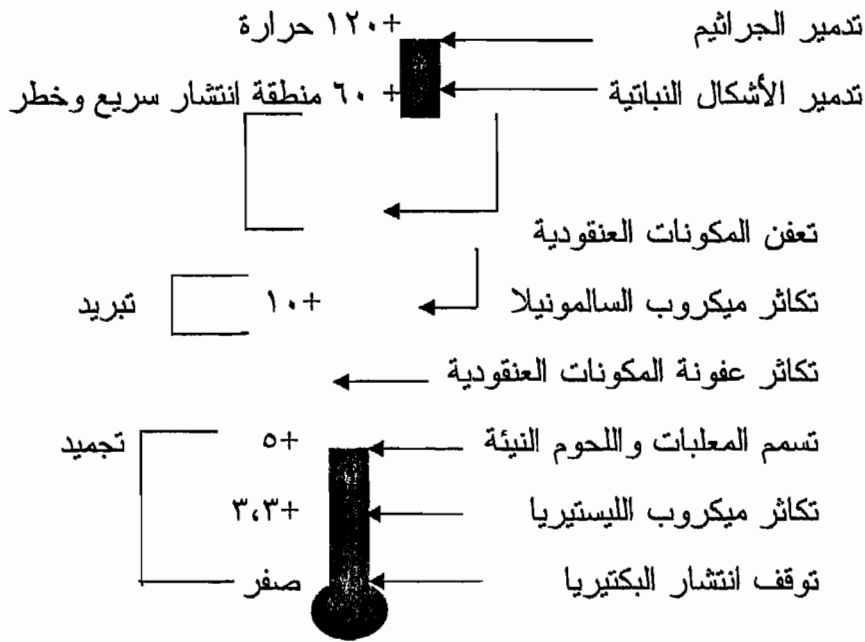 تدمير الجراثيم +١٢٠ حرارة
تدمير الأشكال النباتية +٦٠ منطقة انتشار سريع وخطر
تعفن المكونات العنقودية
تكاثر ميكروب السالمونيلا +١٠ تبريد
تكاثر عفونة المكونات العنقودية
تسمم المعلبات واللحوم النيئة +٥ تجميد
تكاثر ميكروب الليستيريا +٣،٣
توقف انتشار البكتيريا صفر